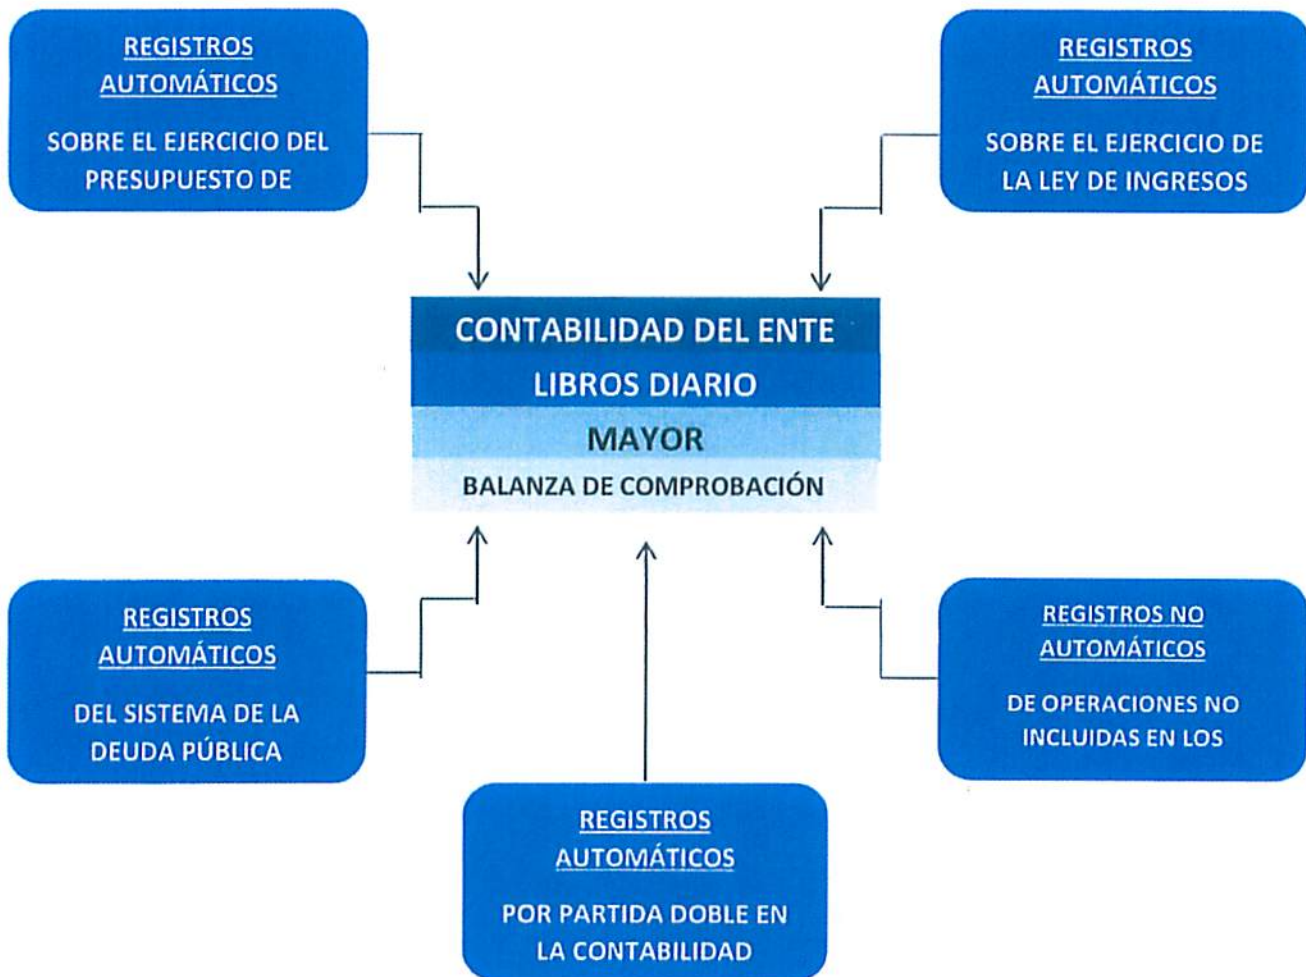 REGISTROS
AUTOMÁTICOS
SOBRE EL EJERCICIO DEL
PRESUPUESTO DE
REGISTROS
AUTOMÁTICOS
SOBRE EL EJERCICIO DE
LA LEY DE INGRESOS
CONTABILIDAD DEL ENTE
LIBROS DIARIO
MAYOR
BALANZA DE COMPROBACIÓN
REGISTROS
AUTOMÁTICOS
DEL SISTEMA DE LA
DEUDA PÚBLICA
REGISTROS NO
AUTOMÁTICOS
DE OPERACIONES NO
INCLUIDAS EN LOS
REGISTROS
AUTOMÁTICOS
POR PARTIDA DOBLE EN
LA CONTABILIDAD